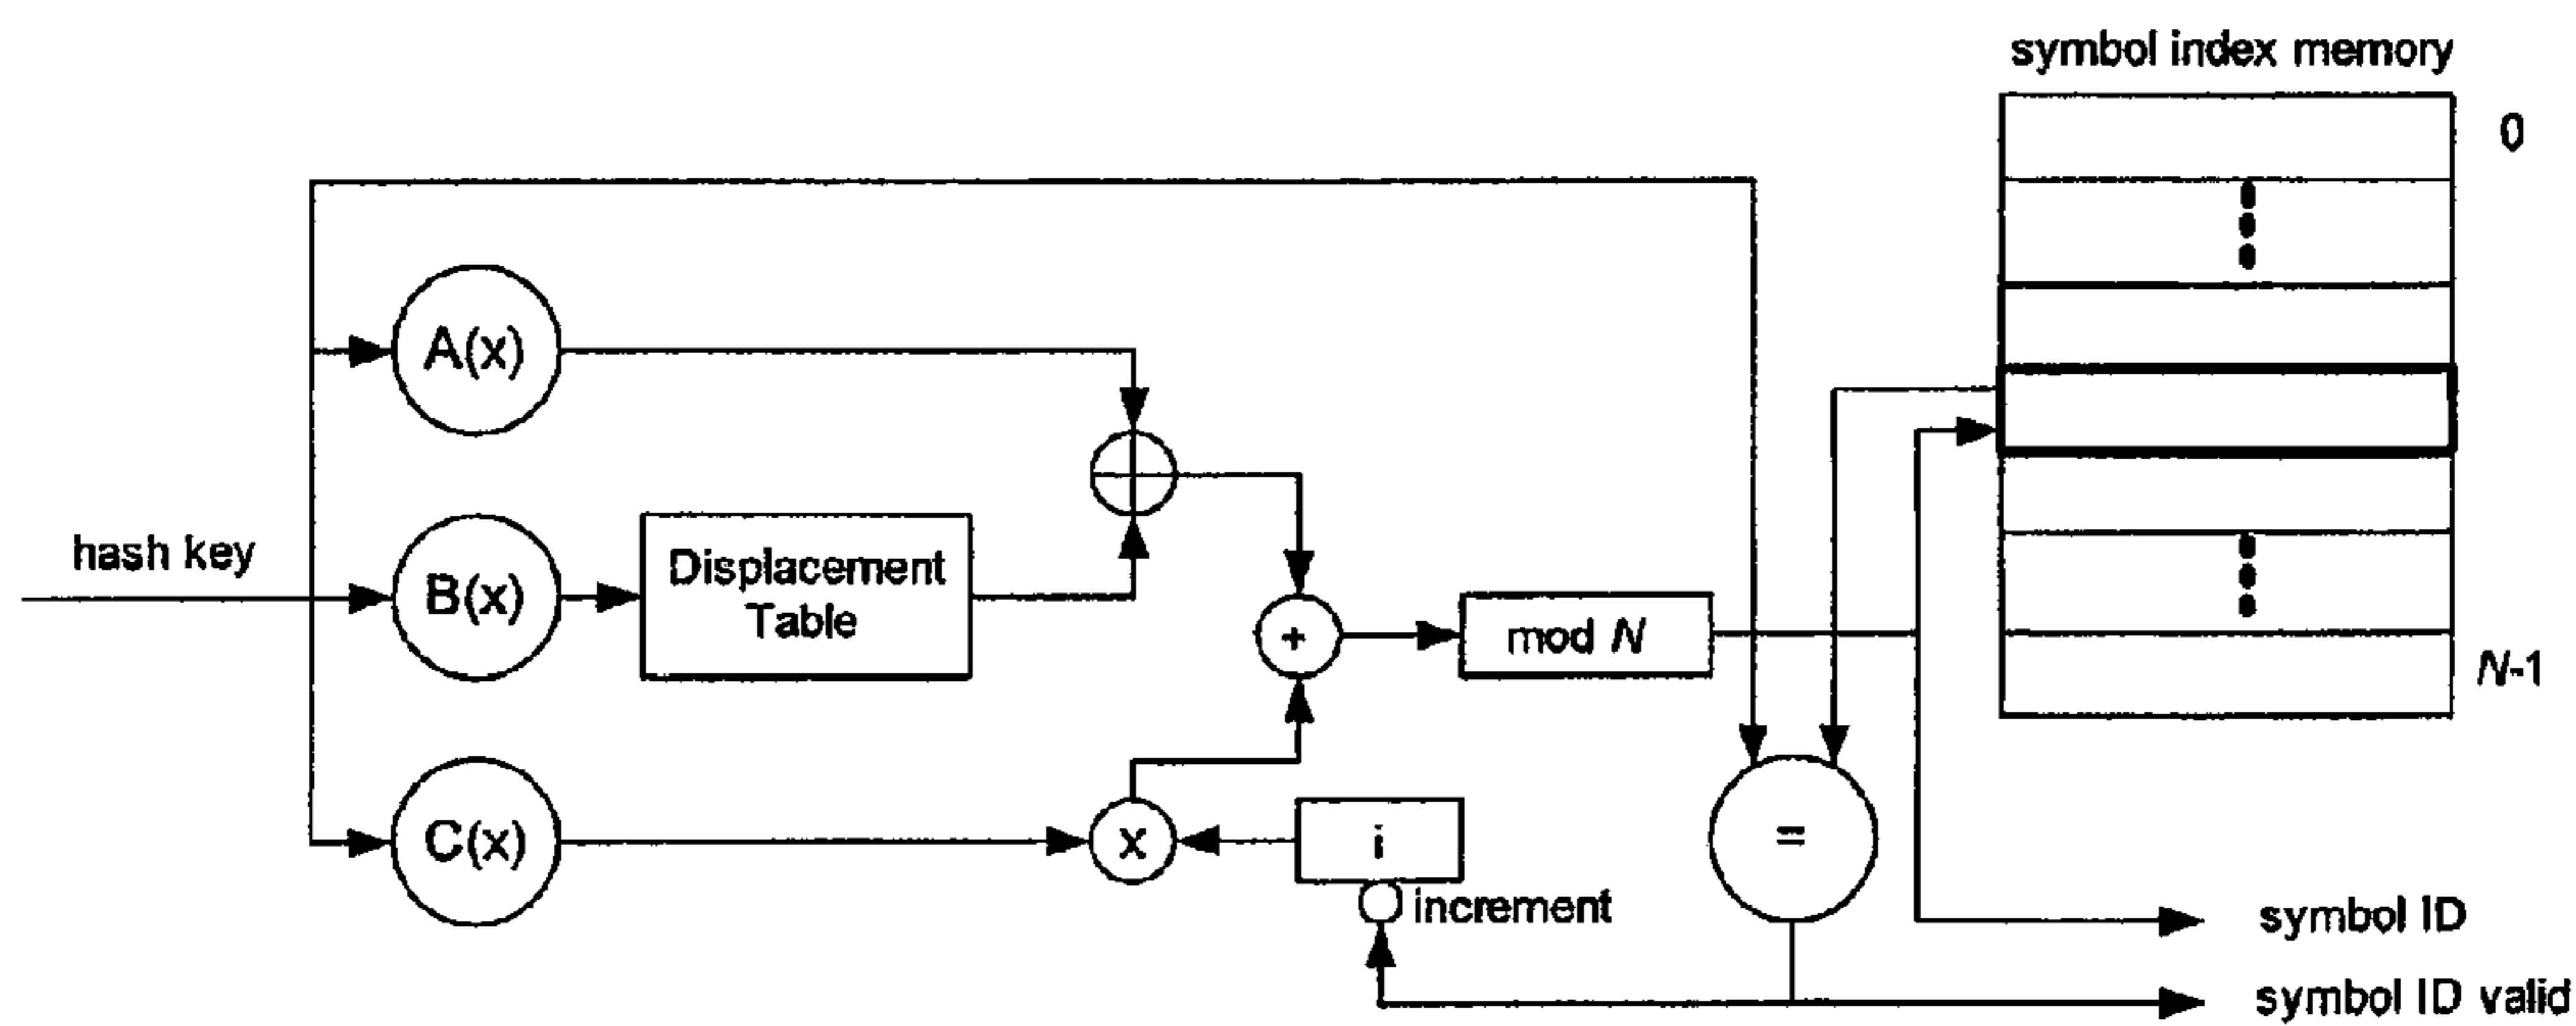 symbol index memory
0
A(x)
hash key
B(x)
Displacement
Table
+
mod N
N-1
C(x)
x
i
=
increment
symbol ID
symbol ID valid